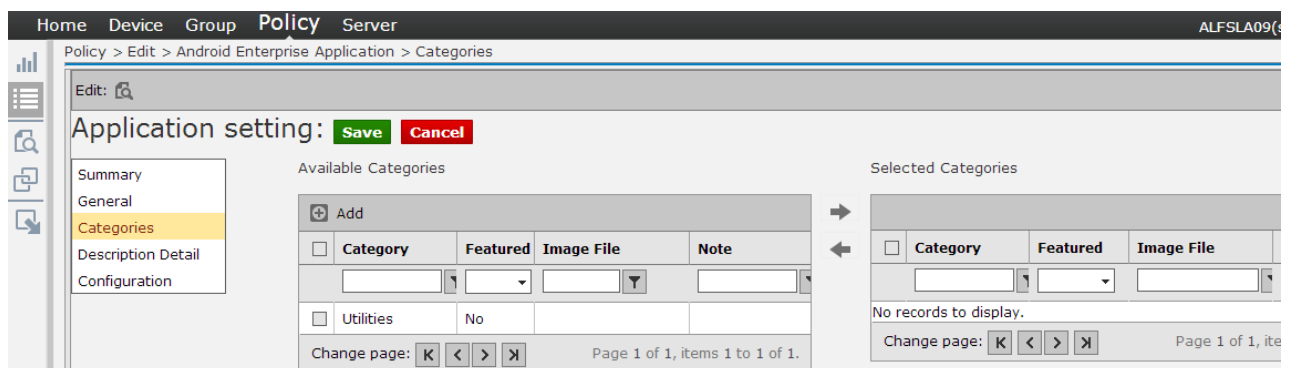 Home Device Group Policy Server ALFSLA09(s
Policy > Edit > Android Enterprise Application > Categories
Edit:
Application setting: Save Cancel
Summary
General
Categories
Description Detail
Configuration
Available Categories
Add
Category Featured Image File Note
Utilities No
Change page: Page 1 of 1, items 1 to 1 of 1.
Selected Categories
Category Featured Image File
No records to display.
Change page: Page 1 of 1, ite